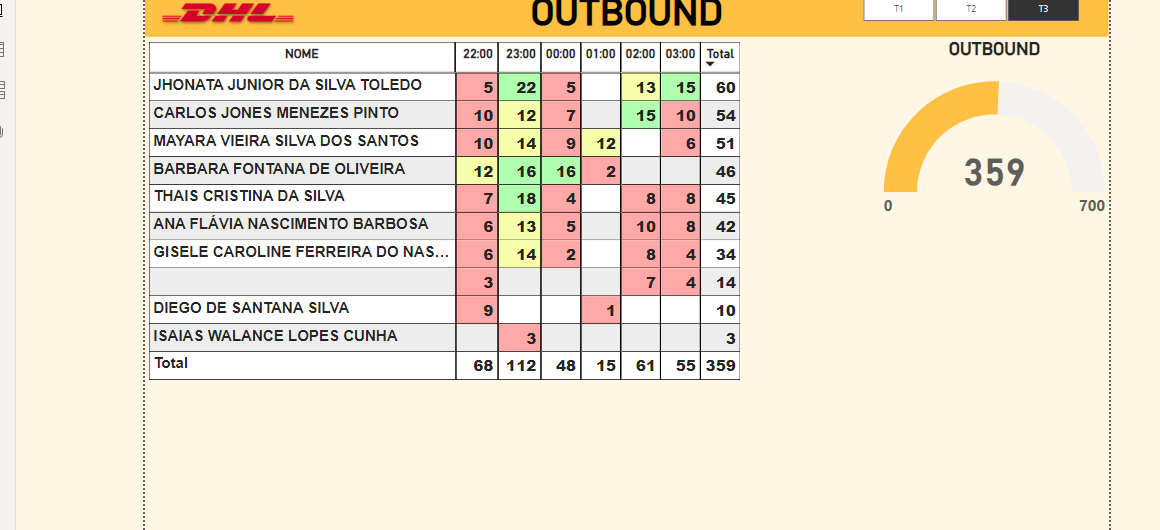 DHL
OUTBOUND
T1 T2 T3
NOME 22:00 23:00 00:00 01:00 02:00 03:00 Total
JHONATA JUNIOR DA SILVA TOLEDO 5 22 5 13 15 60
CARLOS JONES MENEZES PINTO 10 12 7 15 10 54
MAYARA VIEIRA SILVA DOS SANTOS 10 14 9 12 6 51
BARBARA FONTANA DE OLIVEIRA 12 16 16 2 46
THAIS CRISTINA DA SILVA 7 18 4 8 8 45
ANA FLÁVIA NASCIMENTO BARBOSA 6 13 5 10 8 42
GISELE CAROLINE FERREIRA DO NAS... 6 14 2 8 4 34
3 7 4 14
DIEGO DE SANTANA SILVA 9 1 10
ISAIAS WALANCE LOPES CUNHA 3 3
Total 68 112 48 15 61 55 359
OUTBOUND
359
0 700